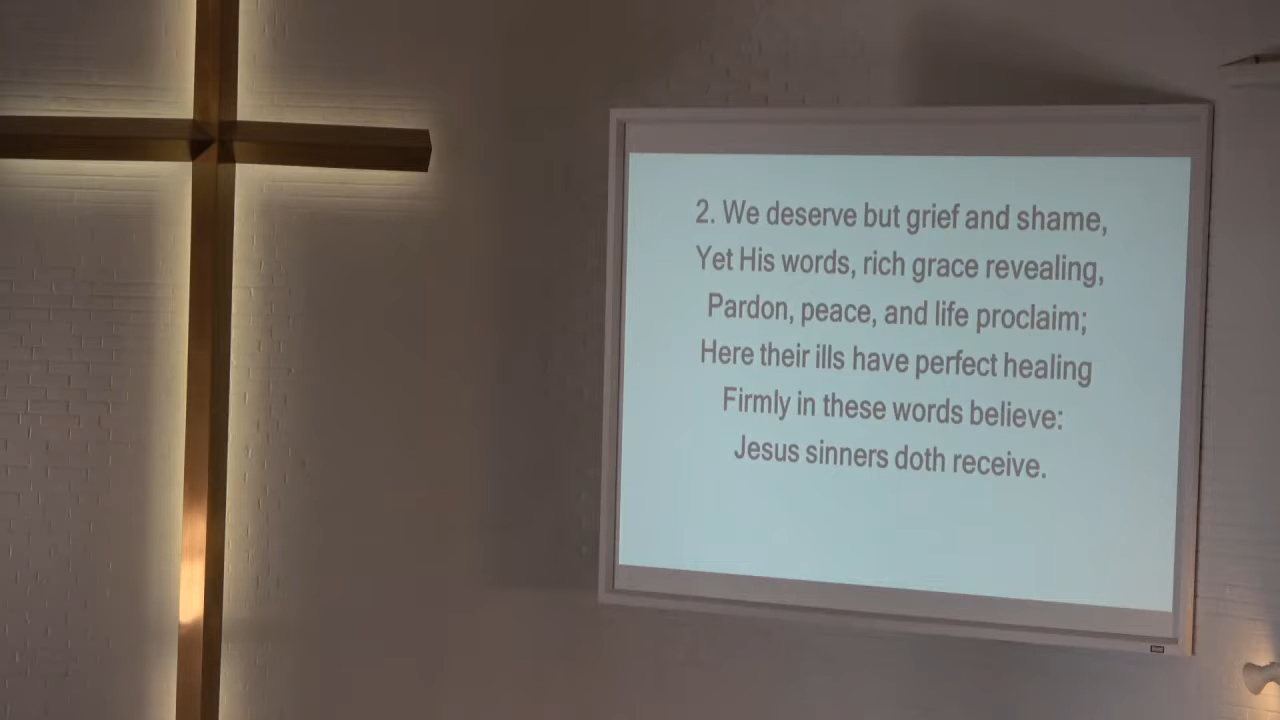 2. We deserve but grief and shame,
Yet His words, rich grace revealing,
Pardon, peace, and life proclaim;
Here their ills have perfect healing
Firmly in these words believe:
Jesus sinners doth receive.